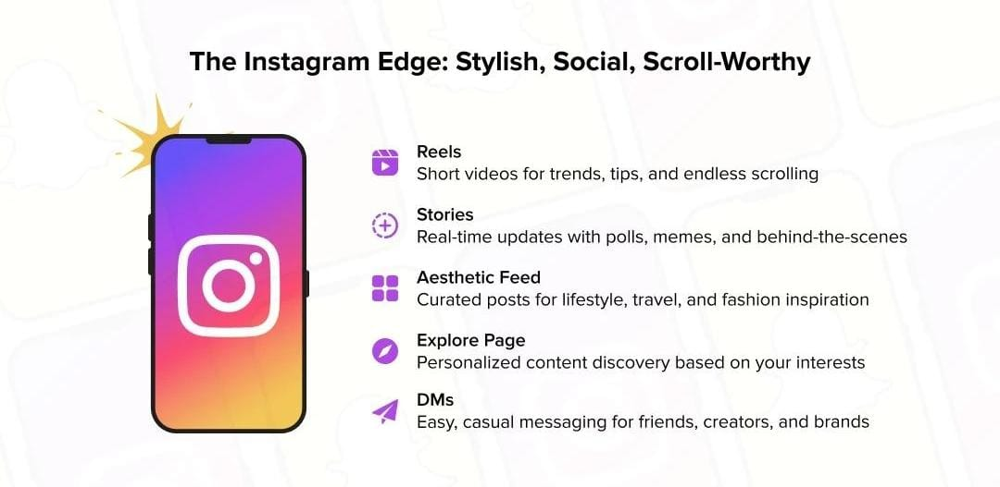 The Instagram Edge: Stylish, Social, Scroll-Worthy
Reels
Short videos for trends, tips, and endless scrolling
Stories
Real-time updates with polls, memes, and behind-the-scenes
Aesthetic Feed
Curated posts for lifestyle, travel, and fashion inspiration
Explore Page
Personalized content discovery based on your interests
DMs
Easy, casual messaging for friends, creators, and brands